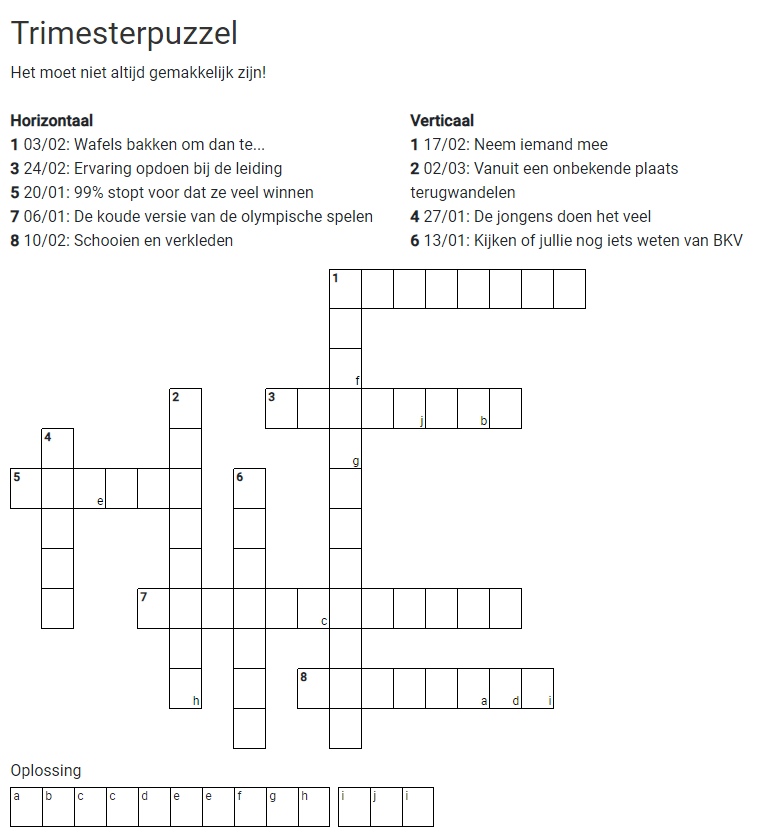 Trimesterpuzzel
Het moet niet altijd gemakkelijk zijn!
Horizontaal
1 03/02: Wafels bakken om dan te...
3 24/02: Ervaring opdoen bij de leiding
5 20/01: 99% stopt voor dat ze veel winnen
7 06/01: De koude versie van de olympische spelen
8 10/02: Schooien en verkleden
Verticaal
1 17/02: Neem iemand mee
2 02/03: Vanuit een onbekende plaats
terugwandelen
4 27/01: De jongens doen het veel
6 13/01: Kijken of jullie nog iets weten van BKV
1
f
2 3
j b
4
g
5 6
e
7
c
8
h a d i
Oplossing
a b c c d e e f g h i j i